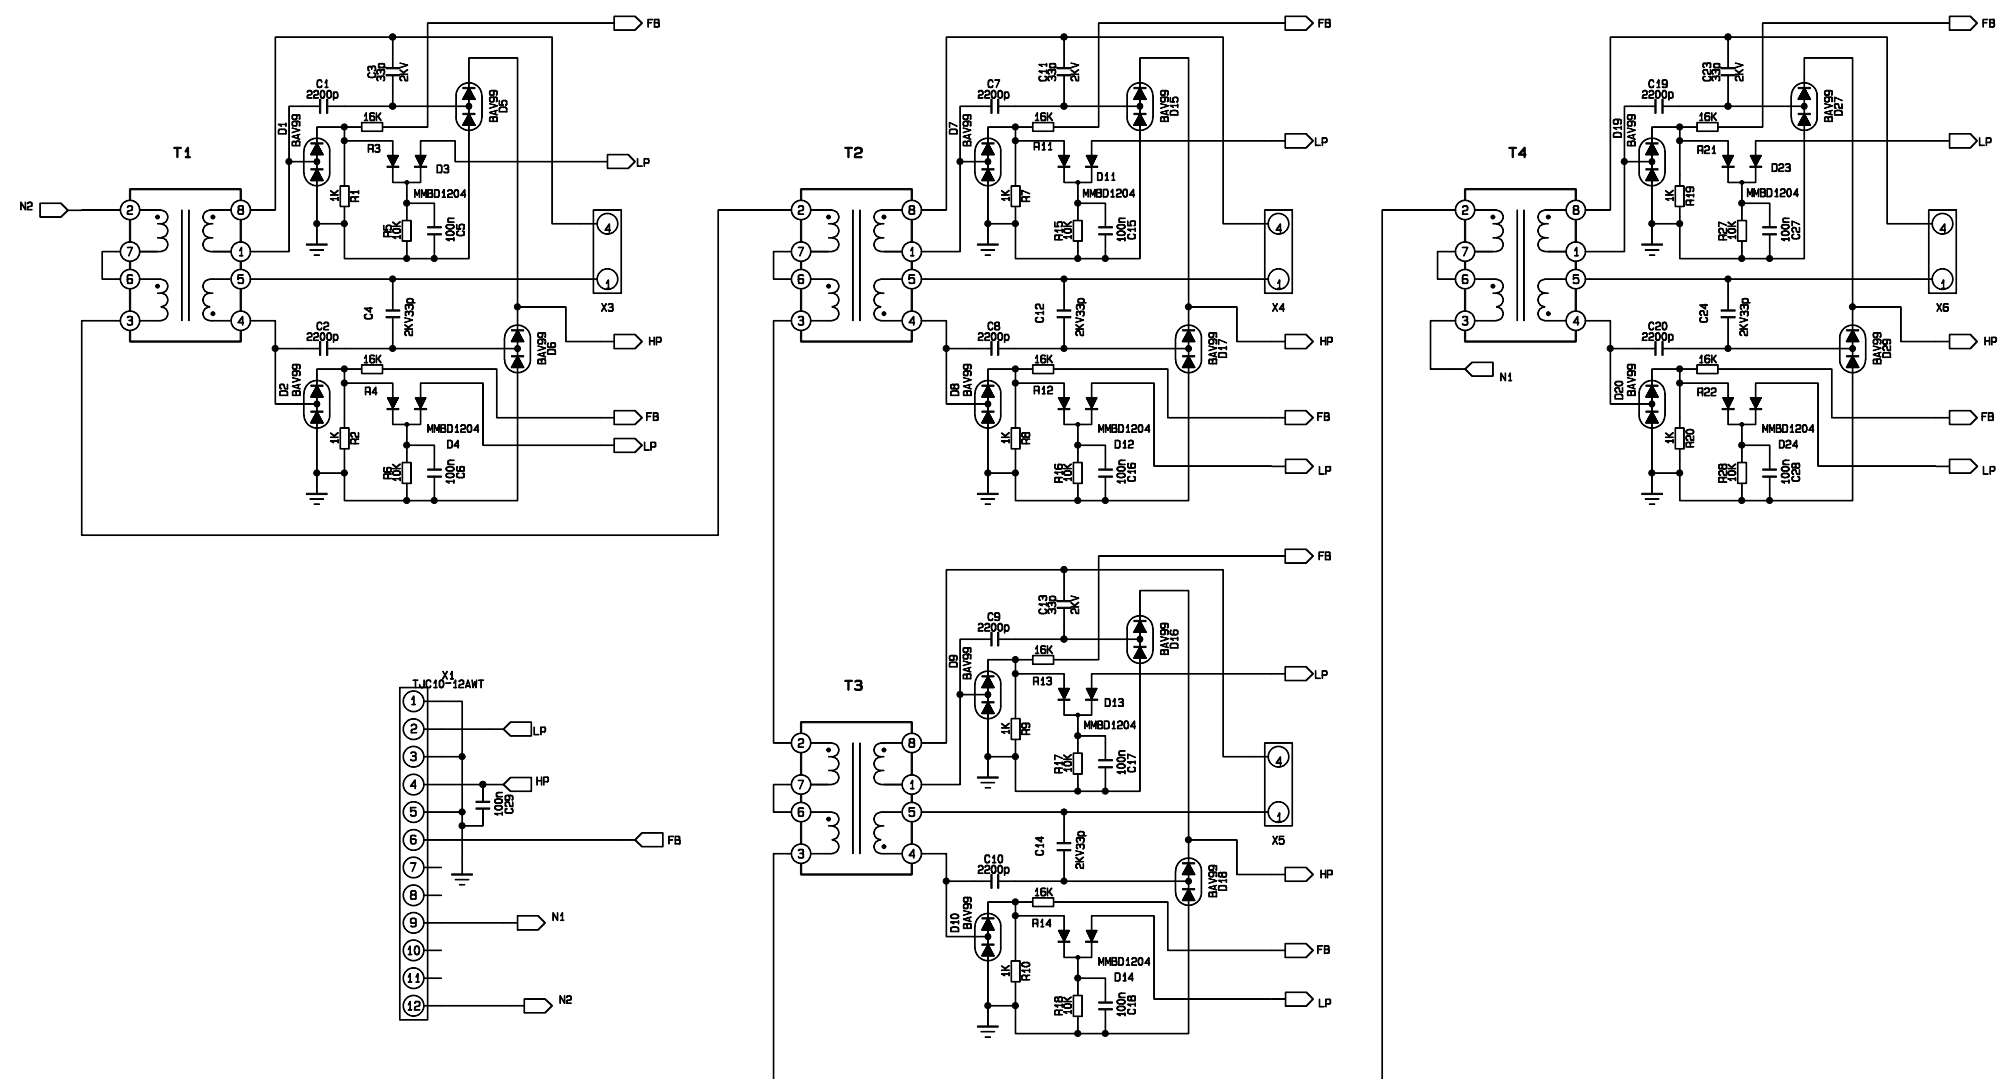 FB
C3
33p
2KV
C1
2200p
BAV99
D5
D1
BAV99
16K
R3
LP
D3
MMBD1204
T1
1K
R1
N2
2
8
7
1
6
5
3
4
R5
10K
100n
C5
4
1
X3
C4
2KV33p
C2
2200p
BAV99
D6
HP
D2
BAV99
16K
R4
FB
MMBD1204
D4
LP
1K
R2
R6
10K
100n
C6
FB
C11
33p
2KV
C7
2200p
BAV99
D15
D7
BAV99
16K
R11
LP
D11
MMBD1204
T2
1K
R7
2
8
7
1
6
5
3
4
R15
10K
100n
C15
4
1
X4
C12
2KV33p
C8
2200p
BAV99
D17
HP
D8
BAV99
16K
R12
FB
MMBD1204
D12
LP
1K
R8
R16
10K
100n
C16
FB
C23
33p
2KV
C19
2200p
BAV99
D27
D19
BAV99
16K
R21
LP
D23
MMBD1204
T4
1K
R19
2
8
7
1
6
5
3
4
R27
10K
100n
C27
4
1
X6
N1
C24
2KV33p
C20
2200p
BAV99
D29
HP
D20
BAV99
16K
R22
FB
MMBD1204
D24
LP
1K
R20
R28
10K
100n
C28
FB
C13
33p
2KV
C9
2200p
BAV99
D16
D9
BAV99
16K
R13
LP
D13
MMBD1204
T3
1K
R9
2
8
7
1
6
5
3
4
R17
10K
100n
C17
4
1
X5
C14
2KV33p
C10
2200p
BAV99
D18
HP
D10
BAV99
16K
R14
FB
MMBD1204
D14
LP
1K
R10
R18
10K
100n
C18
X1
TJC10-12AWT
1
2
LP
3
4
HP
100n
C29
5
6
FB
7
8
9
N1
10
11
12
N2